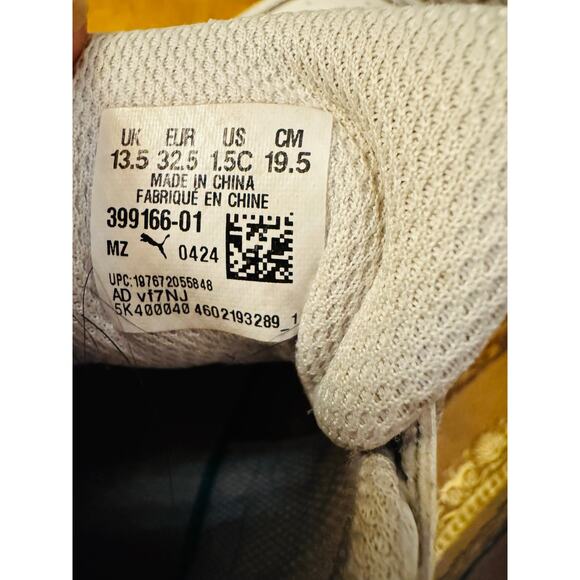 UK EUR US CM
13.5 32.5 1.5C 19.5
MADE IN CHINA
FABRIQUÉ EN CHINE
399166-01
MZ 0424
UPC:197672055848
AD vf7NJ
5K400040 4602193289_1